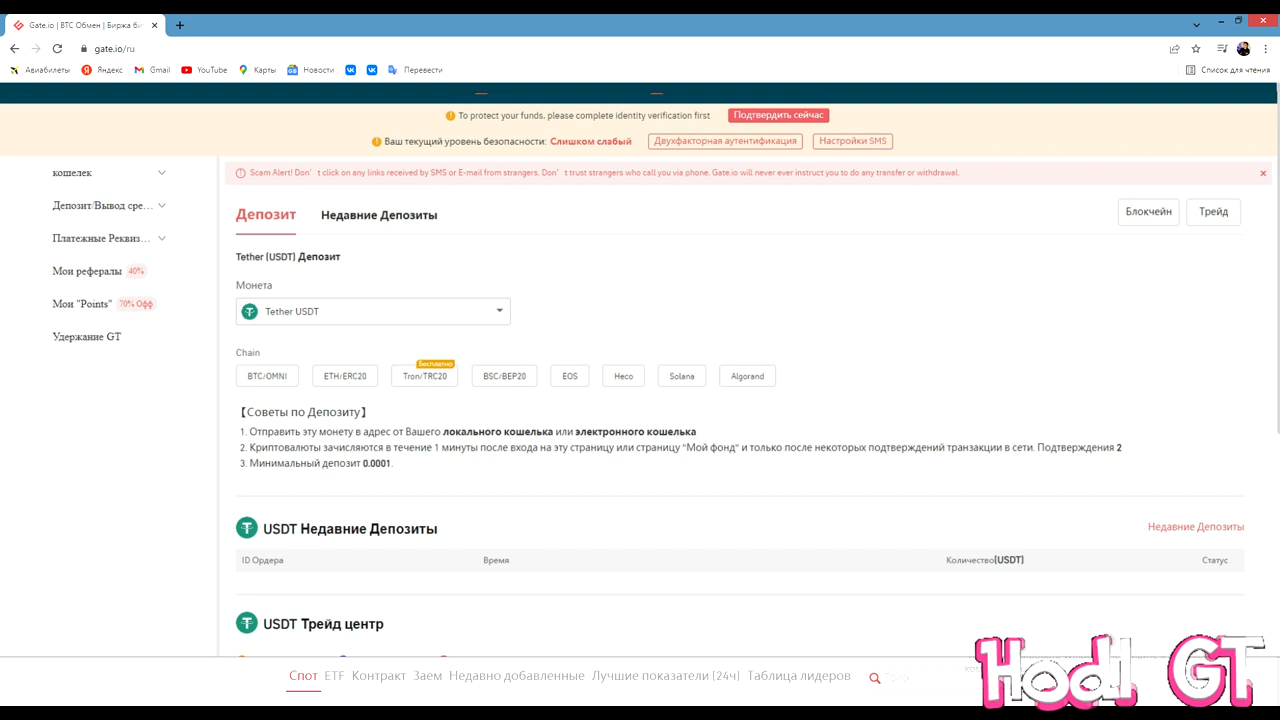 Gate.io | BTC Обмен | Биржа би
gate.io/ru
Авиабилеты Яндекс Gmail YouTube Карты Новости Перевести Список для чтения
To protect your funds, please complete identity verification first Подтвердить сейчас
Ваш текущий уровень безопасности: Слишком слабый Двухфакторная аутентификация Настройки SMS
кошелек
Scam Alert! Don' t click on any links received by SMS or E-mail from strangers. Don' t trust strangers who call you via phone. Gate.io will never ever instruct you to do any transfer or withdrawal.
Депозит/Вывод сре...
Платежные Реквиз...
Мои рефералы 40%
Мои "Points" 70% Офф
Удержание GT
Депозит Недавние Депозиты Блокчейн Трейд
Tether (USDT) Депозит
Монета
Tether USDT
Chain
Бесплатно
BTC/OMNI ETH/ERC20 Tron/TRC20 BSC/BEP20 EOS Heco Solana Algorand
【Советы по Депозиту】
1. Отправить эту монету в адрес от Вашего локального кошелька или электронного кошелька
2. Криптовалюты зачисляются в течение 1 минуты после входа на эту страницу или страницу "Мой фонд" и только после некоторых подтверждений транзакции в сети. Подтверждения 2
3. Минимальный депозит 0.0001.
USDT Недавние Депозиты Недавние Депозиты
ID Ордера Время Количество(USDT) Статус
USDT Трейд центр
Спот ETF Контракт Заем Недавно добавленные Лучшие показатели (24ч) Таблица лидеров
Hodl GT